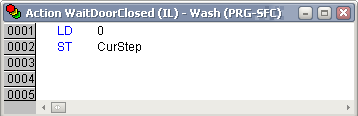 Action WaitDoorClosed (IL) - Wash (PRG-SFC)
0001 LD 0
0002 ST CurStep
0003
0004
0005